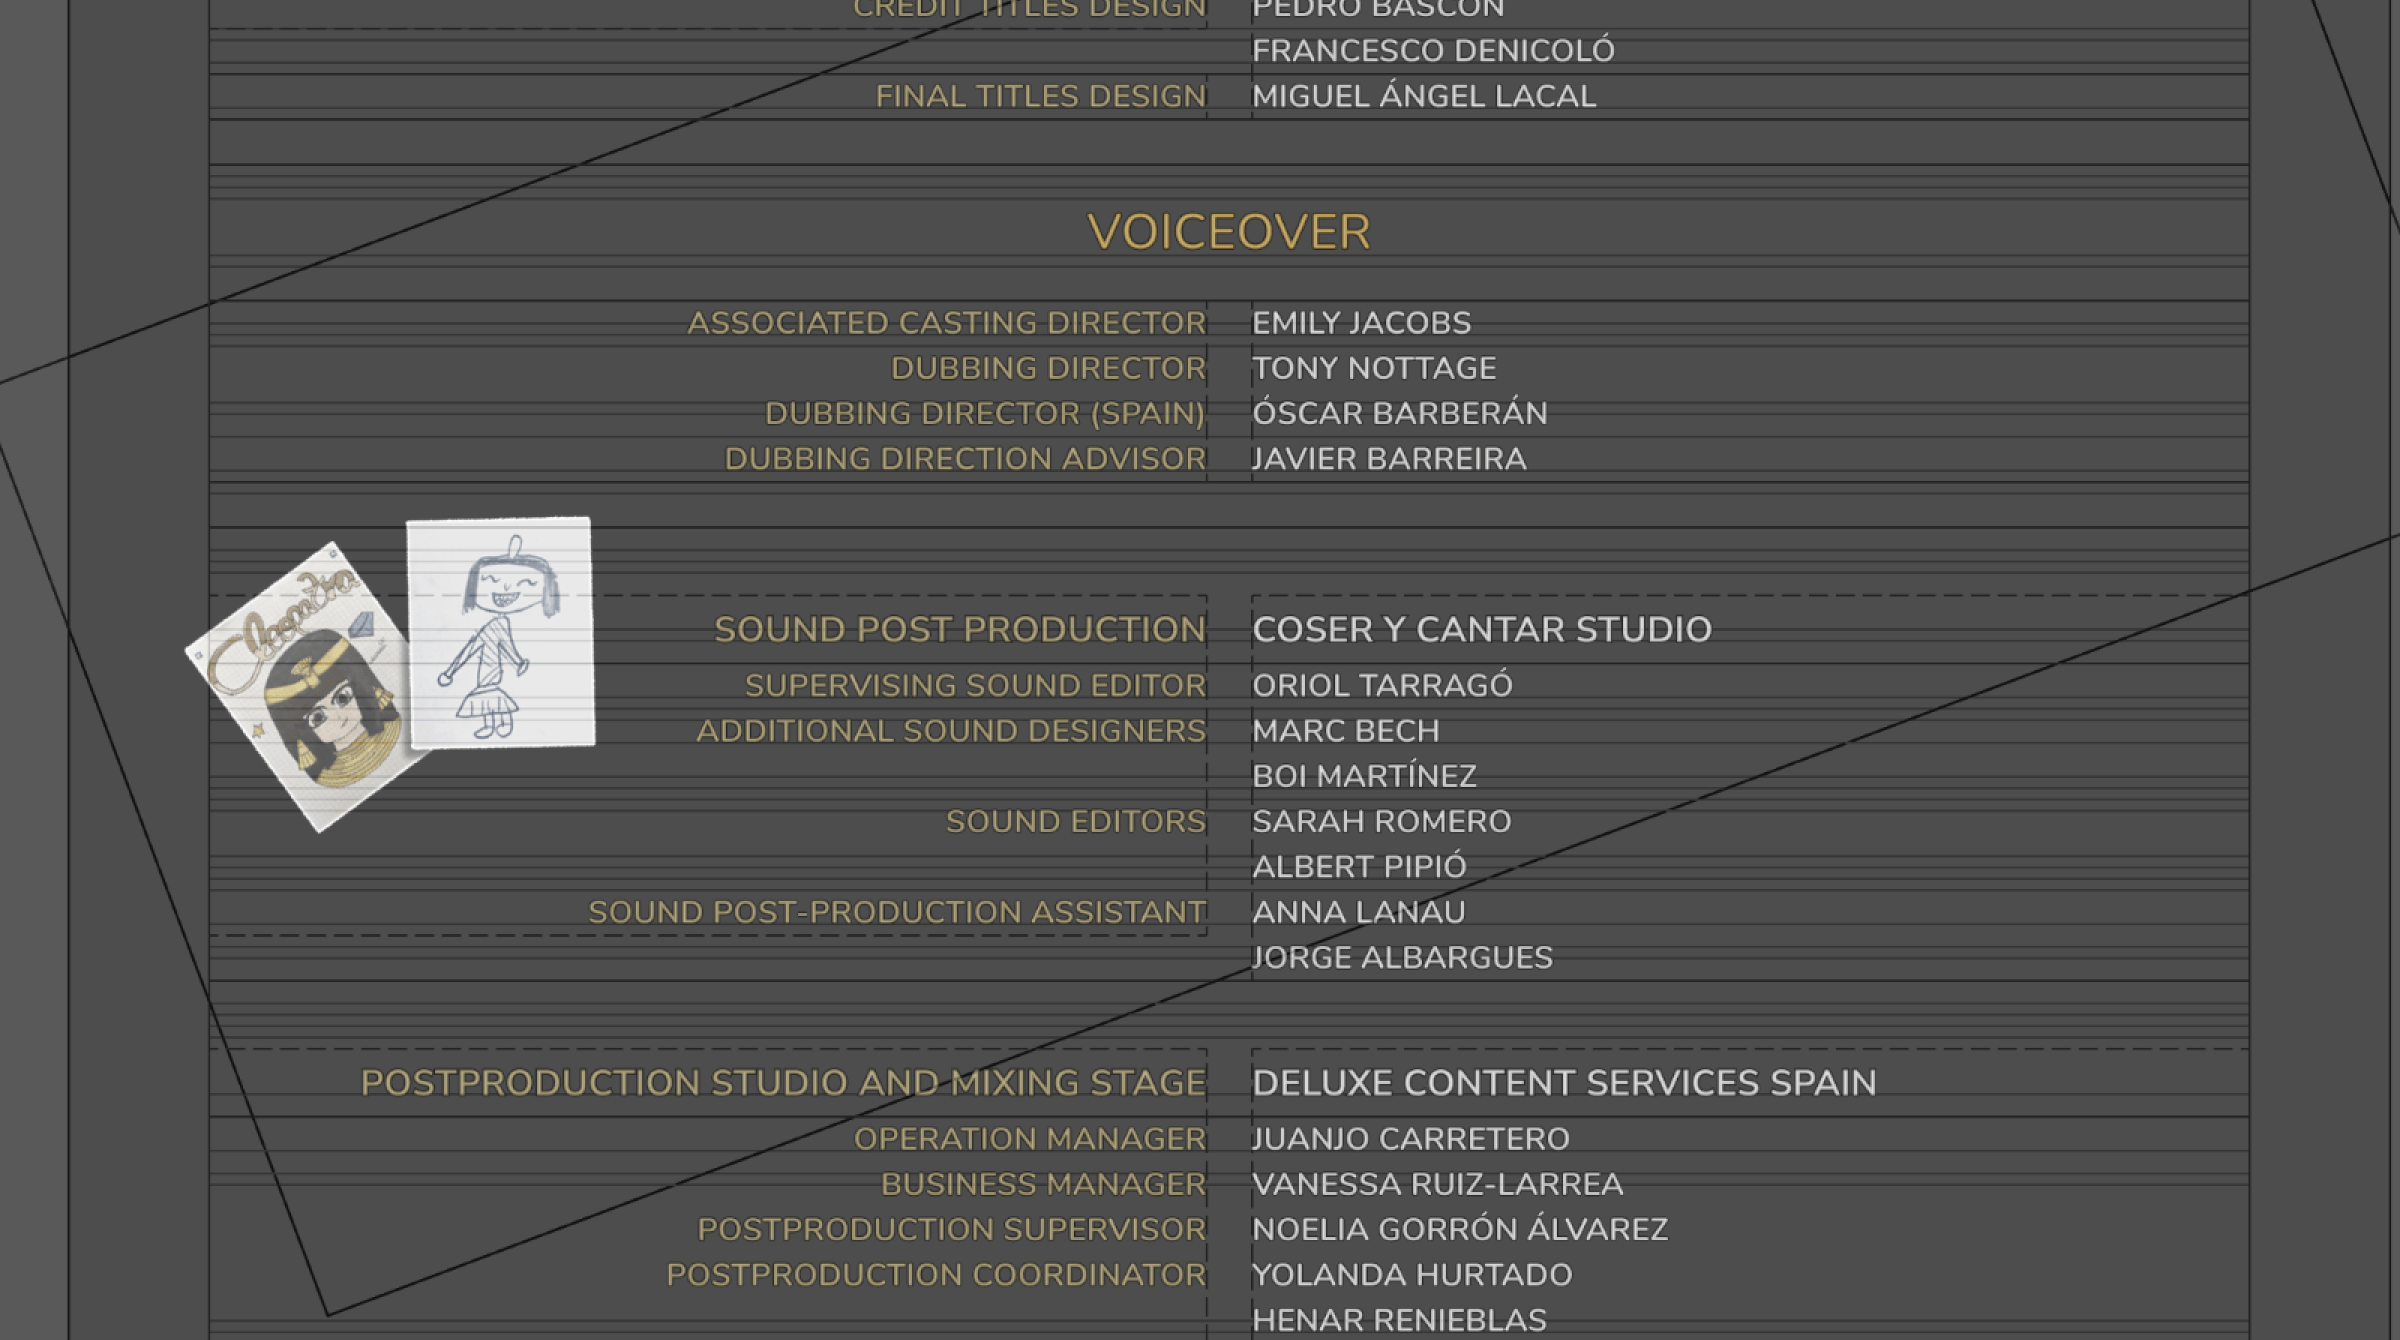 CREDIT TITLES DESIGN PEDRO BASCÓN
FRANCESCO DENICOLÓ
FINAL TITLES DESIGN MIGUEL ÁNGEL LACAL
VOICEOVER
ASSOCIATED CASTING DIRECTOR EMILY JACOBS
DUBBING DIRECTOR TONY NOTTAGE
DUBBING DIRECTOR (SPAIN) ÓSCAR BARBERÁN
DUBBING DIRECTION ADVISOR JAVIER BARREIRA
Cleopatra
SOUND POST PRODUCTION COSER Y CANTAR STUDIO
SUPERVISING SOUND EDITOR ORIOL TARRAGÓ
ADDITIONAL SOUND DESIGNERS MARC BECH
BOI MARTÍNEZ
SOUND EDITORS SARAH ROMERO
ALBERT PIPIÓ
SOUND POST-PRODUCTION ASSISTANT ANNA LANAU
JORGE ALBARGUES
POSTPRODUCTION STUDIO AND MIXING STAGE DELUXE CONTENT SERVICES SPAIN
OPERATION MANAGER JUANJO CARRETERO
BUSINESS MANAGER VANESSA RUIZ-LARREA
POSTPRODUCTION SUPERVISOR NOELIA GORRÓN ÁLVAREZ
POSTPRODUCTION COORDINATOR YOLANDA HURTADO
HENAR RENIEBLAS